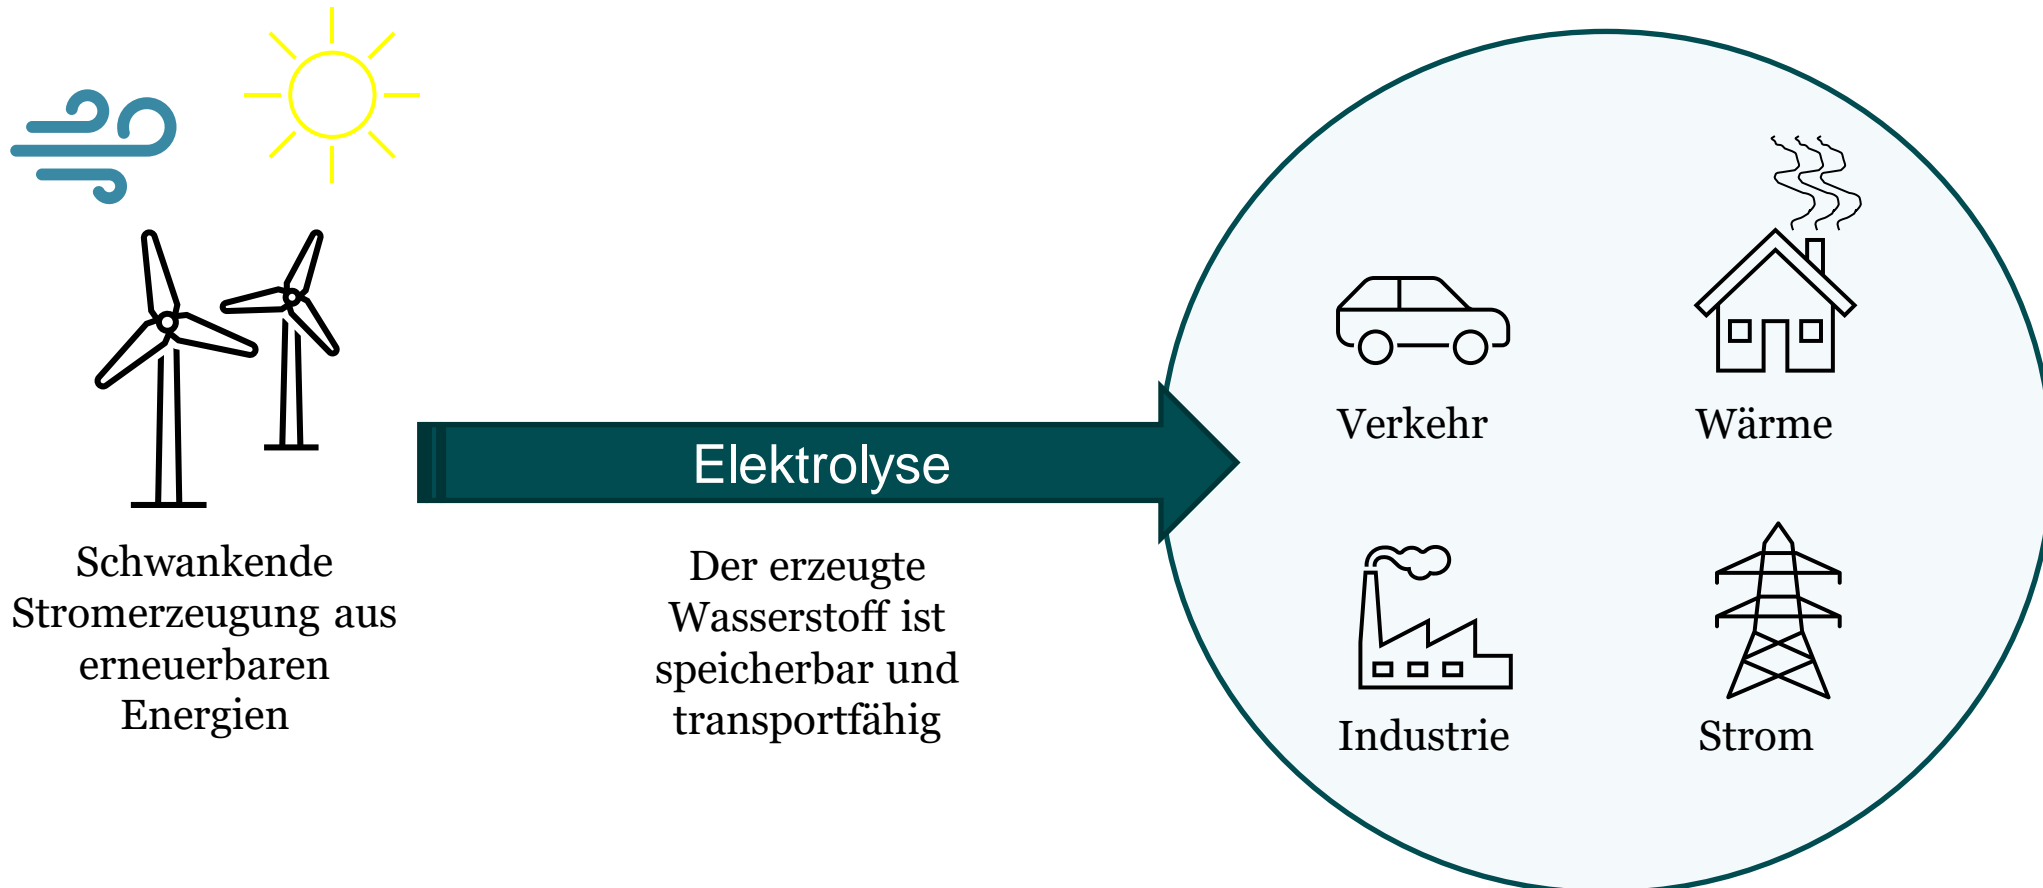 Schwankende
Stromerzeugung aus
erneuerbaren
Energien
Elektrolyse
Der erzeugte
Wasserstoff ist
speicherbar und
transportfähig
Verkehr
Wärme
Industrie
Strom